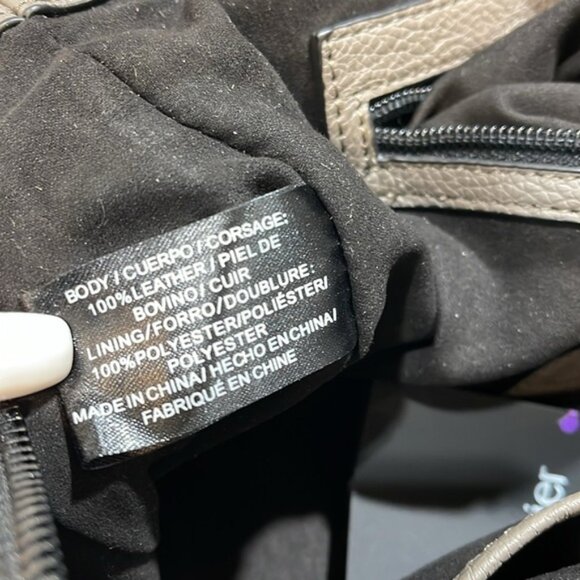 BODY / CUERPO / CORSAGE:
100%LEATHER / PIEL DE
BOVINO / CUIR
LINING/FORRO/DOUBLURE:
100%POLYESTER/POLIÉSTER/
POLYESTER
MADE IN CHINA/ HECHO EN CHINA/
FABRIQUÉ EN CHINE